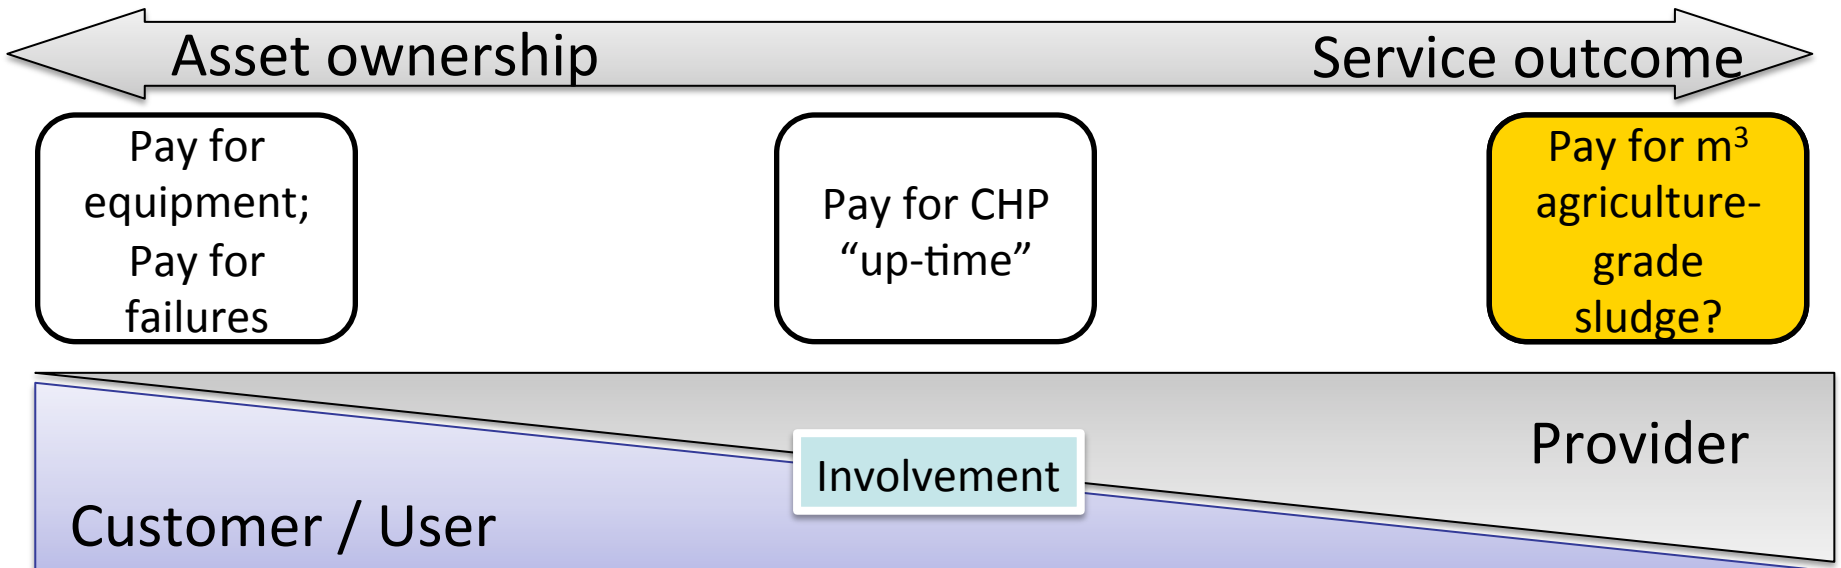 Asset ownership
Service outcome
Pay for
equipment;
Pay for
failures
Pay for CHP
“up-time”
Pay for m³
agriculture-
grade
sludge?
Involvement
Provider
Customer / User